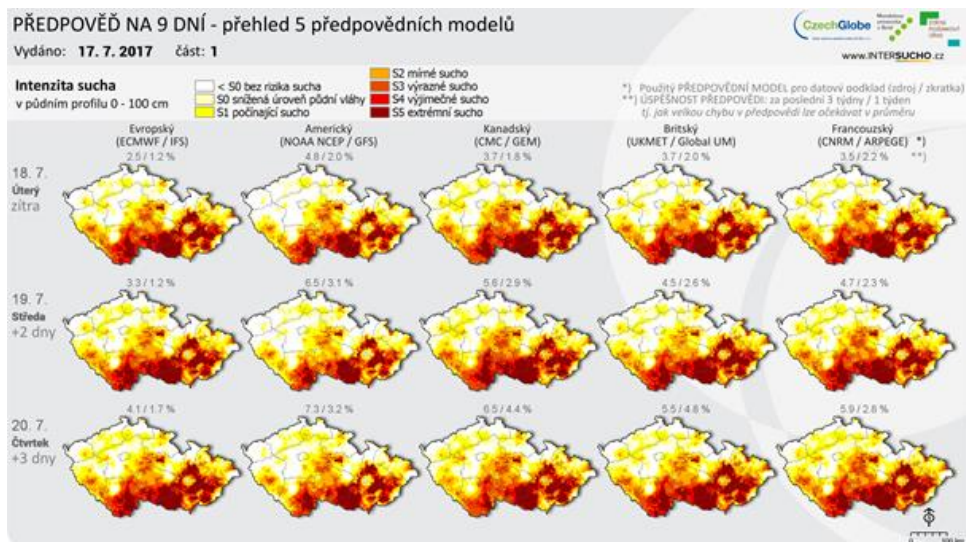 PŘEDPOVĚĎ NA 9 DNÍ - přehled 5 předpovědních modelů
Vydáno: 17. 7. 2017 část: 1
CzechGlobe
www.INTERSUCHO.cz
Intenzita sucha
v půdním profilu 0 - 100 cm
< S0 bez rizika sucha
S0 snížená úroveň půdní vláhy
S1 počínající sucho
S2 mírné sucho
S3 výrazné sucho
S4 výjimečné sucho
S5 extrémní sucho
*) Použitý PŘEDPOVĚDNÍ MODEL pro datový podklad (zdroj / zkratka)
**) ÚSPĚŠNOST PŘEDPOVĚDI: za poslední 3 týdny / 1 týden
tj. jak velkou chybu v předpovědi lze očekávat v průměru
Evropský Americký Kanadský Britský Francouzský
(ECMWF / IFS) (NOAA NCEP / GFS) (CMC / GEM) (UKMET / Global UM) (CNRM / ARPEGE) *)
2.5 / 1.2 % 4.8 / 2.0 % 3.7 / 1.8 % 3.7 / 2.0 % 3.5 / 2.2 % **)
18. 7.
Úterý
zítra
3.3 / 1.2 % 6.5 / 3.1 % 5.6 / 2.9 % 4.5 / 2.6 % 4.7 / 2.3 %
19. 7.
Středa
+2 dny
4.1 / 1.7 % 7.3 / 3.2 % 6.5 / 4.4 % 5.5 / 4.8 % 5.9 / 2.8 %
20. 7.
Čtvrtek
+3 dny
0 100 km